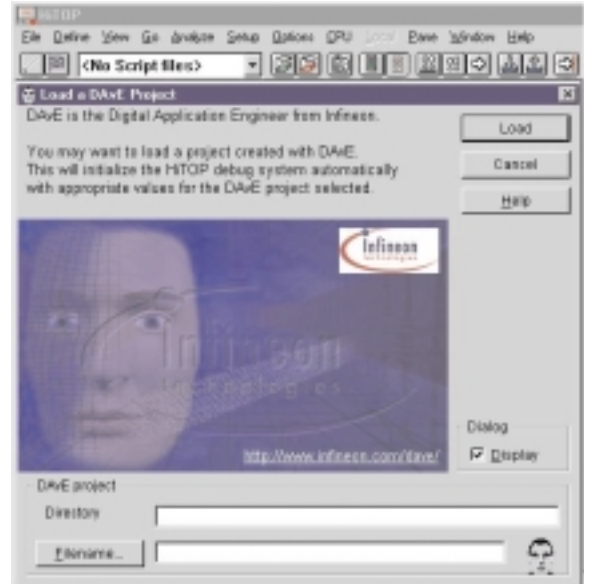 HiTOP
File Define View Go Analyze Setup Options CPU Local Pane Window Help
<No Script files>
Load a DAvE Project
DAvE is the Digital Application Engineer from Infineon.
Load
You may want to load a project created with DAvE.
This will initialize the HiTOP debug system automatically
with appropriate values for the DAvE project selected.
Cancel
Help
Infineon
technologies
Infineon
technologies
http://www.infineon.com/dave/
Dialog
Display
DAvE project
Directory
Filename...